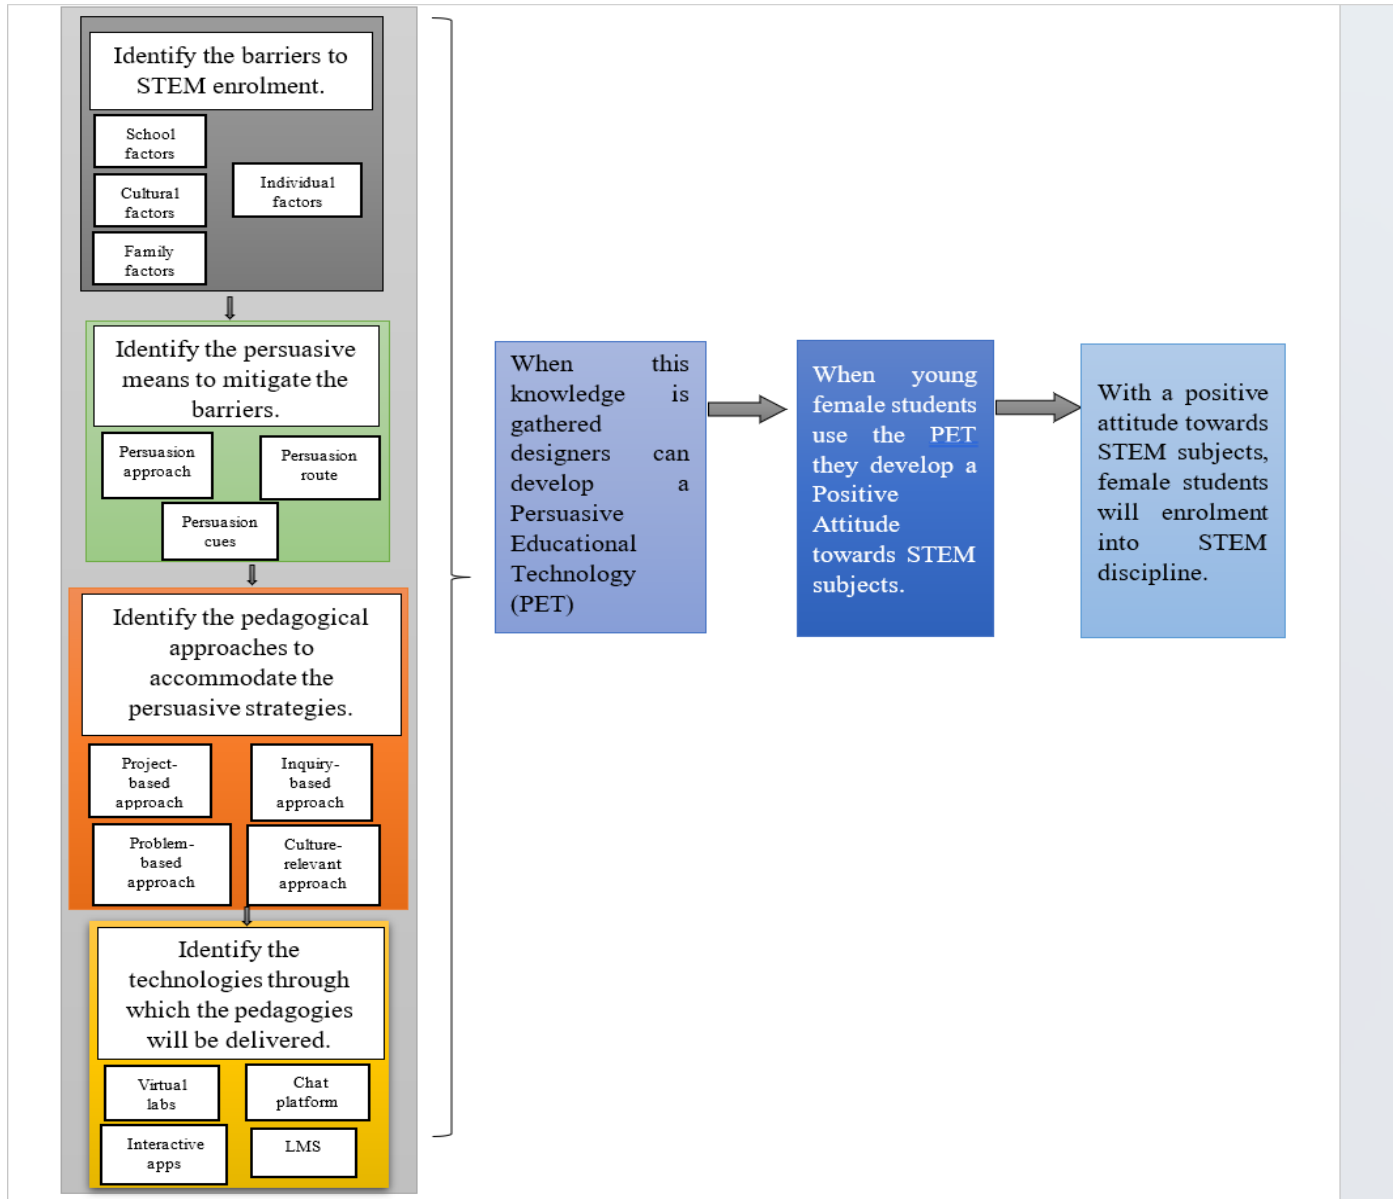 Identify the barriers to
STEM enrolment.
School
factors
Individual
factors
Cultural
factors
Family
factors
Identify the persuasive
means to mitigate the
barriers.
Persuasion
approach
Persuasion
route
Persuasion
cues
Identify the pedagogical
approaches to
accommodate the
persuasive strategies.
Project-
based
approach
Inquiry-
based
approach
Problem-
based
approach
Culture-
relevant
approach
Identify the
technologies through
which the pedagogies
will be delivered.
Virtual
labs
Chat
platform
Interactive
apps
LMS
When this
knowledge is
gathered
designers can
develop a
Persuasive
Educational
Technology
(PET)
When young
female students
use the PET
they develop a
Positive
Attitude
towards STEM
subjects.
With a positive
attitude towards
STEM subjects,
female students
will enrolment
into STEM
discipline.